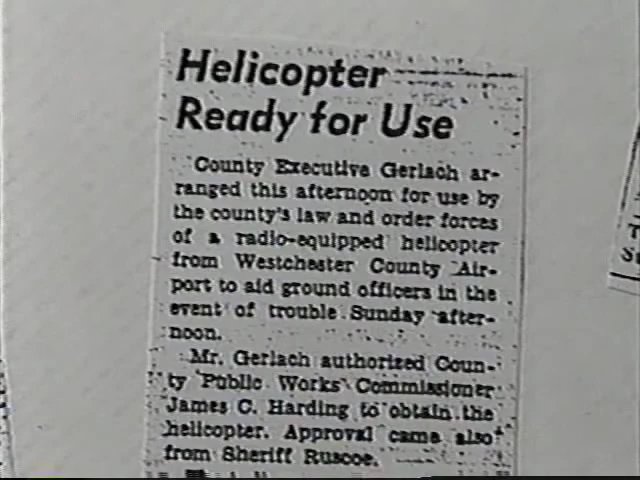 Helicopter
Ready for Use
County Executive Gerlach ar-
ranged this afternoon for use by
the county's law and order forces
of a radio-equipped helicopter
from Westchester County Air-
port to aid ground officers in the
event of trouble Sunday after-
noon.
Mr. Gerlach authorized Coun-
ty Public Works Commissioner
James C. Harding to obtain the
helicopter. Approval came also
from Sheriff Ruscoe.